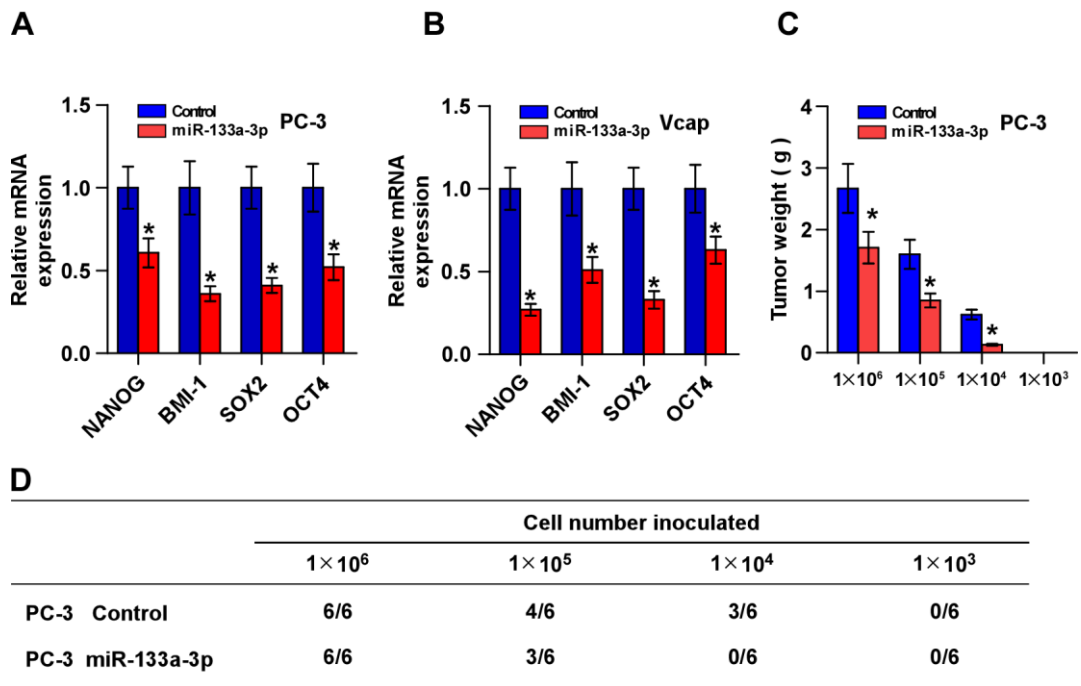 A
B
C
Control
miR-133a-3p
PC-3
Relative mRNA
expression
1.5
1.0
0.5
0.0
NANOG
BMI-1
SOX2
OCT4
*
*
*
*
Control
miR-133a-3p
Vcap
Relative mRNA
expression
1.5
1.0
0.5
0.0
NANOG
BMI-1
SOX2
OCT4
*
*
*
*
Control
miR-133a-3p
PC-3
Tumor weight ( g )
4
3
2
1
0
1×10⁶
1×10⁵
1×10⁴
1×10³
*
*
*
D
Cell number inoculated
1×10⁶ 1×10⁵ 1×10⁴ 1×10³
PC-3 Control 6/6 4/6 3/6 0/6
PC-3 miR-133a-3p 6/6 3/6 0/6 0/6